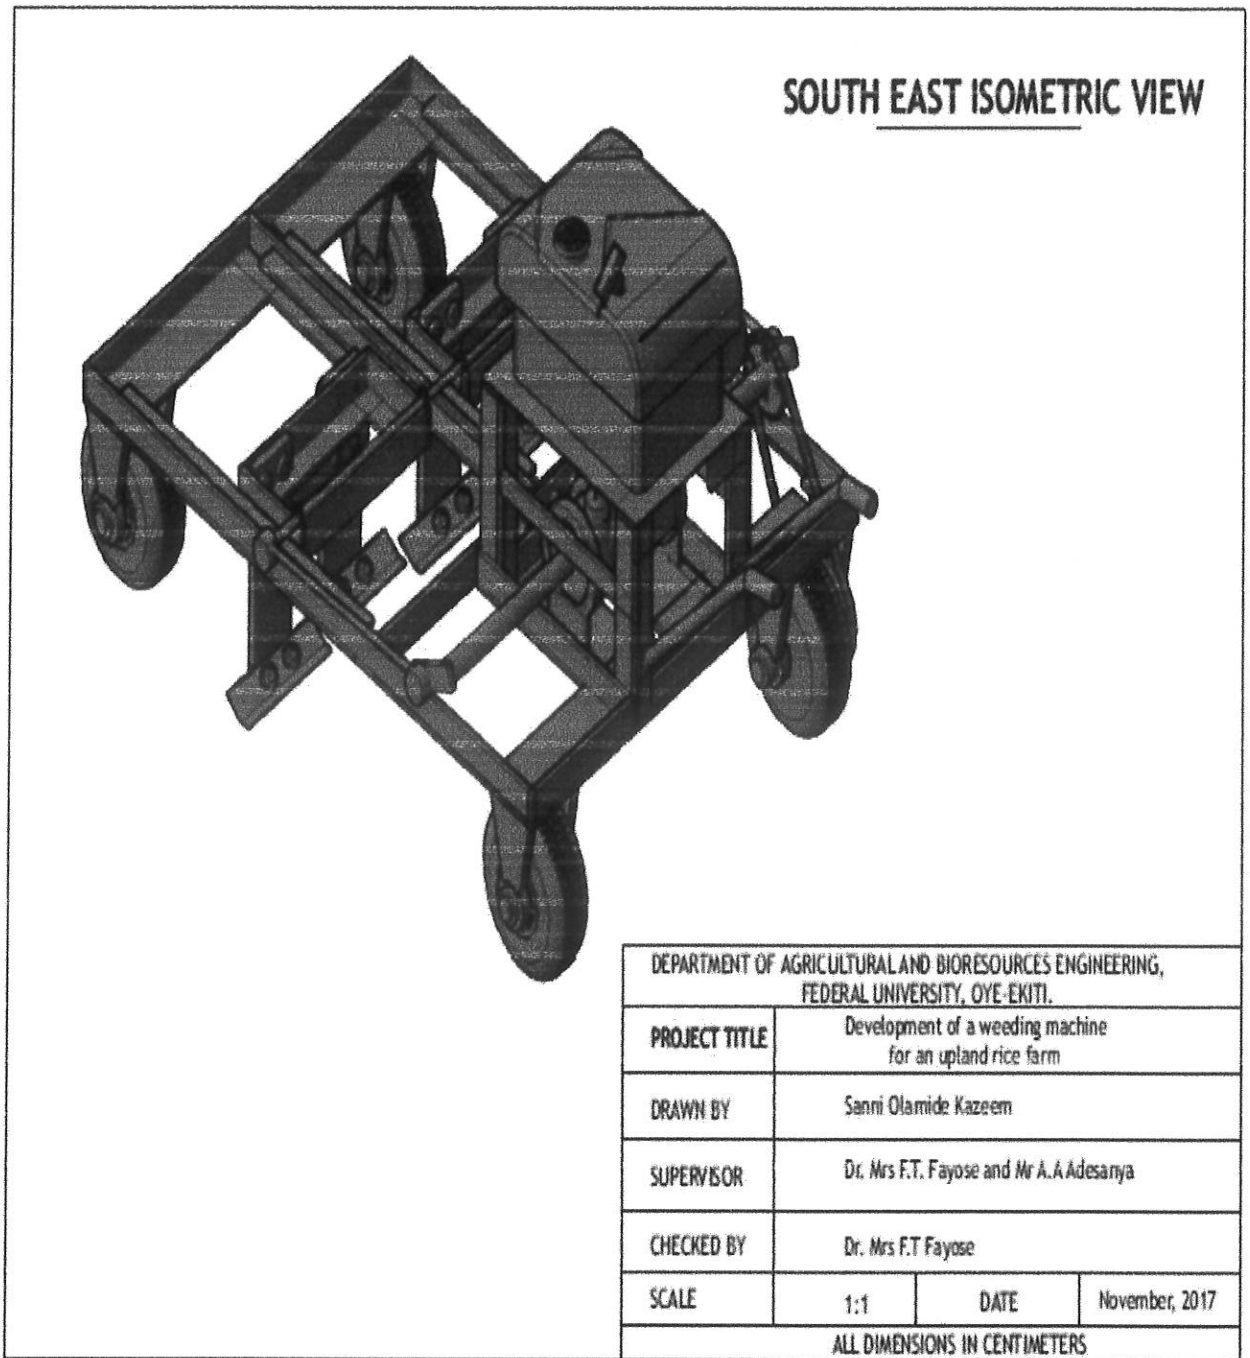 SOUTH EAST ISOMETRIC VIEW
DEPARTMENT OF AGRICULTURAL AND BIORESOURCES ENGINEERING,
FEDERAL UNIVERSITY, OYE-EKITI.
PROJECT TITLE
Development of a weeding machine
for an upland rice farm
DRAWN BY
Sanni Olamide Kazeem
SUPERVISOR
Dr. Mrs F.T. Fayose and Mr A.A Adesanya
CHECKED BY
Dr. Mrs F.T Fayose
SCALE
1:1
DATE
November, 2017
ALL DIMENSIONS IN CENTIMETERS